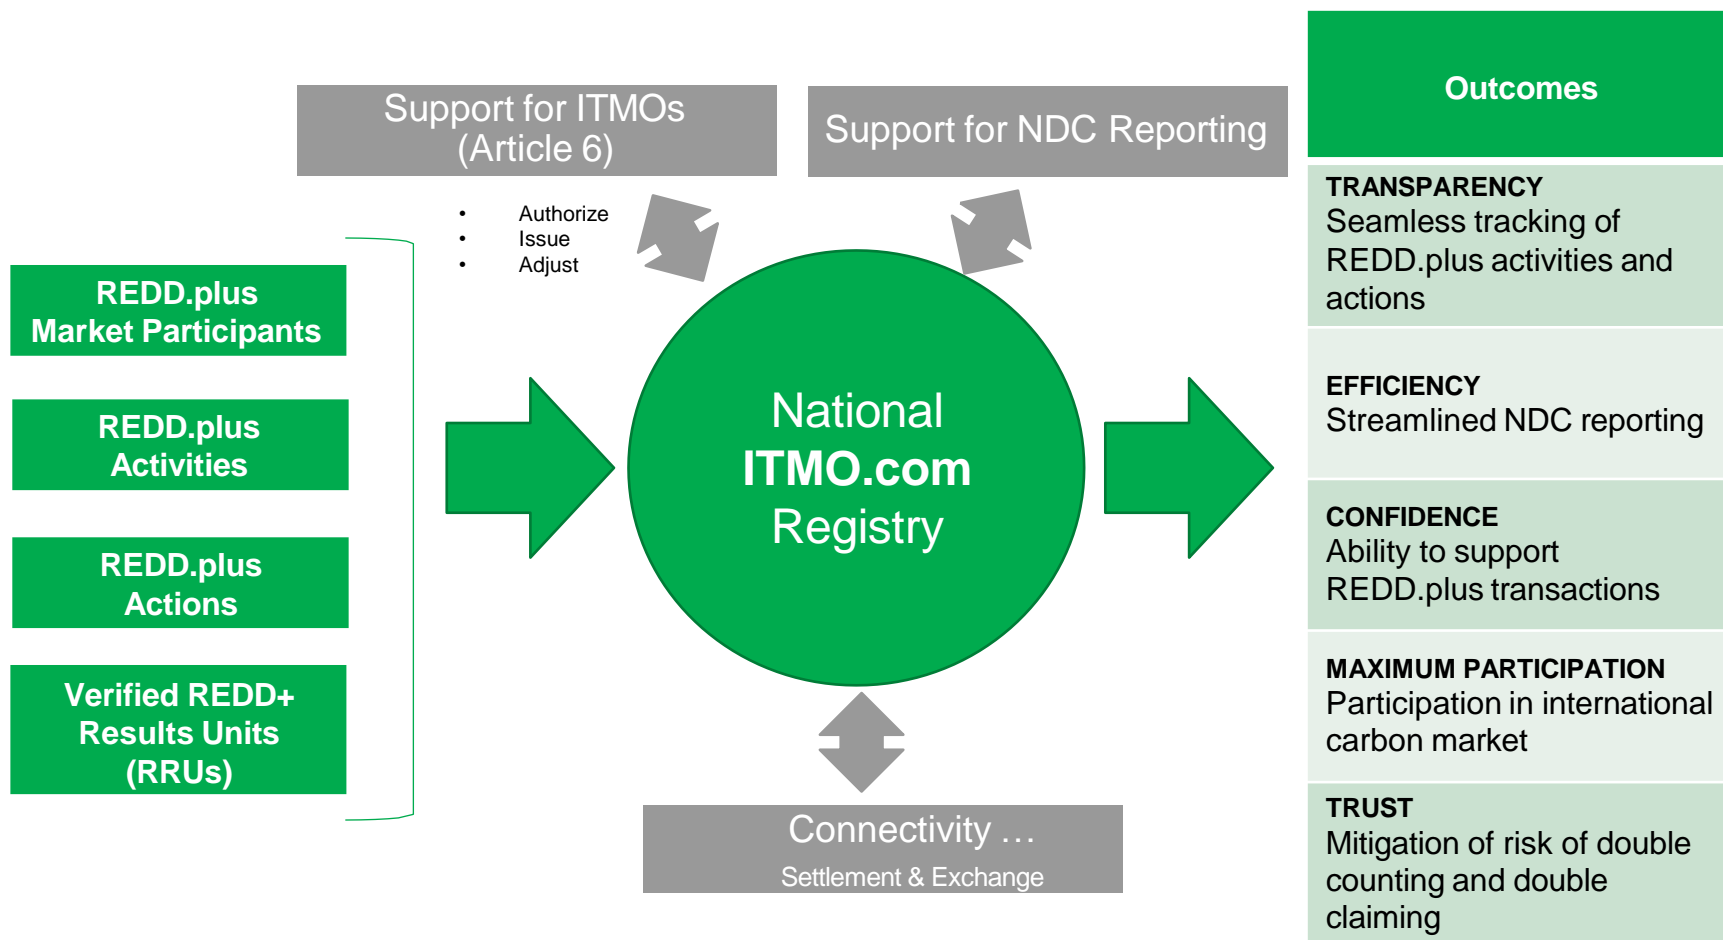 Support for ITMOs
(Article 6)
Support for NDC Reporting
• Authorize
• Issue
• Adjust
REDD.plus
Market Participants
REDD.plus
Activities
REDD.plus
Actions
Verified REDD+
Results Units
(RRUs)
National
ITMO.com
Registry
Connectivity …
Settlement & Exchange
Outcomes
TRANSPARENCY
Seamless tracking of
REDD.plus activities and
actions
EFFICIENCY
Streamlined NDC reporting
CONFIDENCE
Ability to support
REDD.plus transactions
MAXIMUM PARTICIPATION
Participation in international
carbon market
TRUST
Mitigation of risk of double
counting and double
claiming